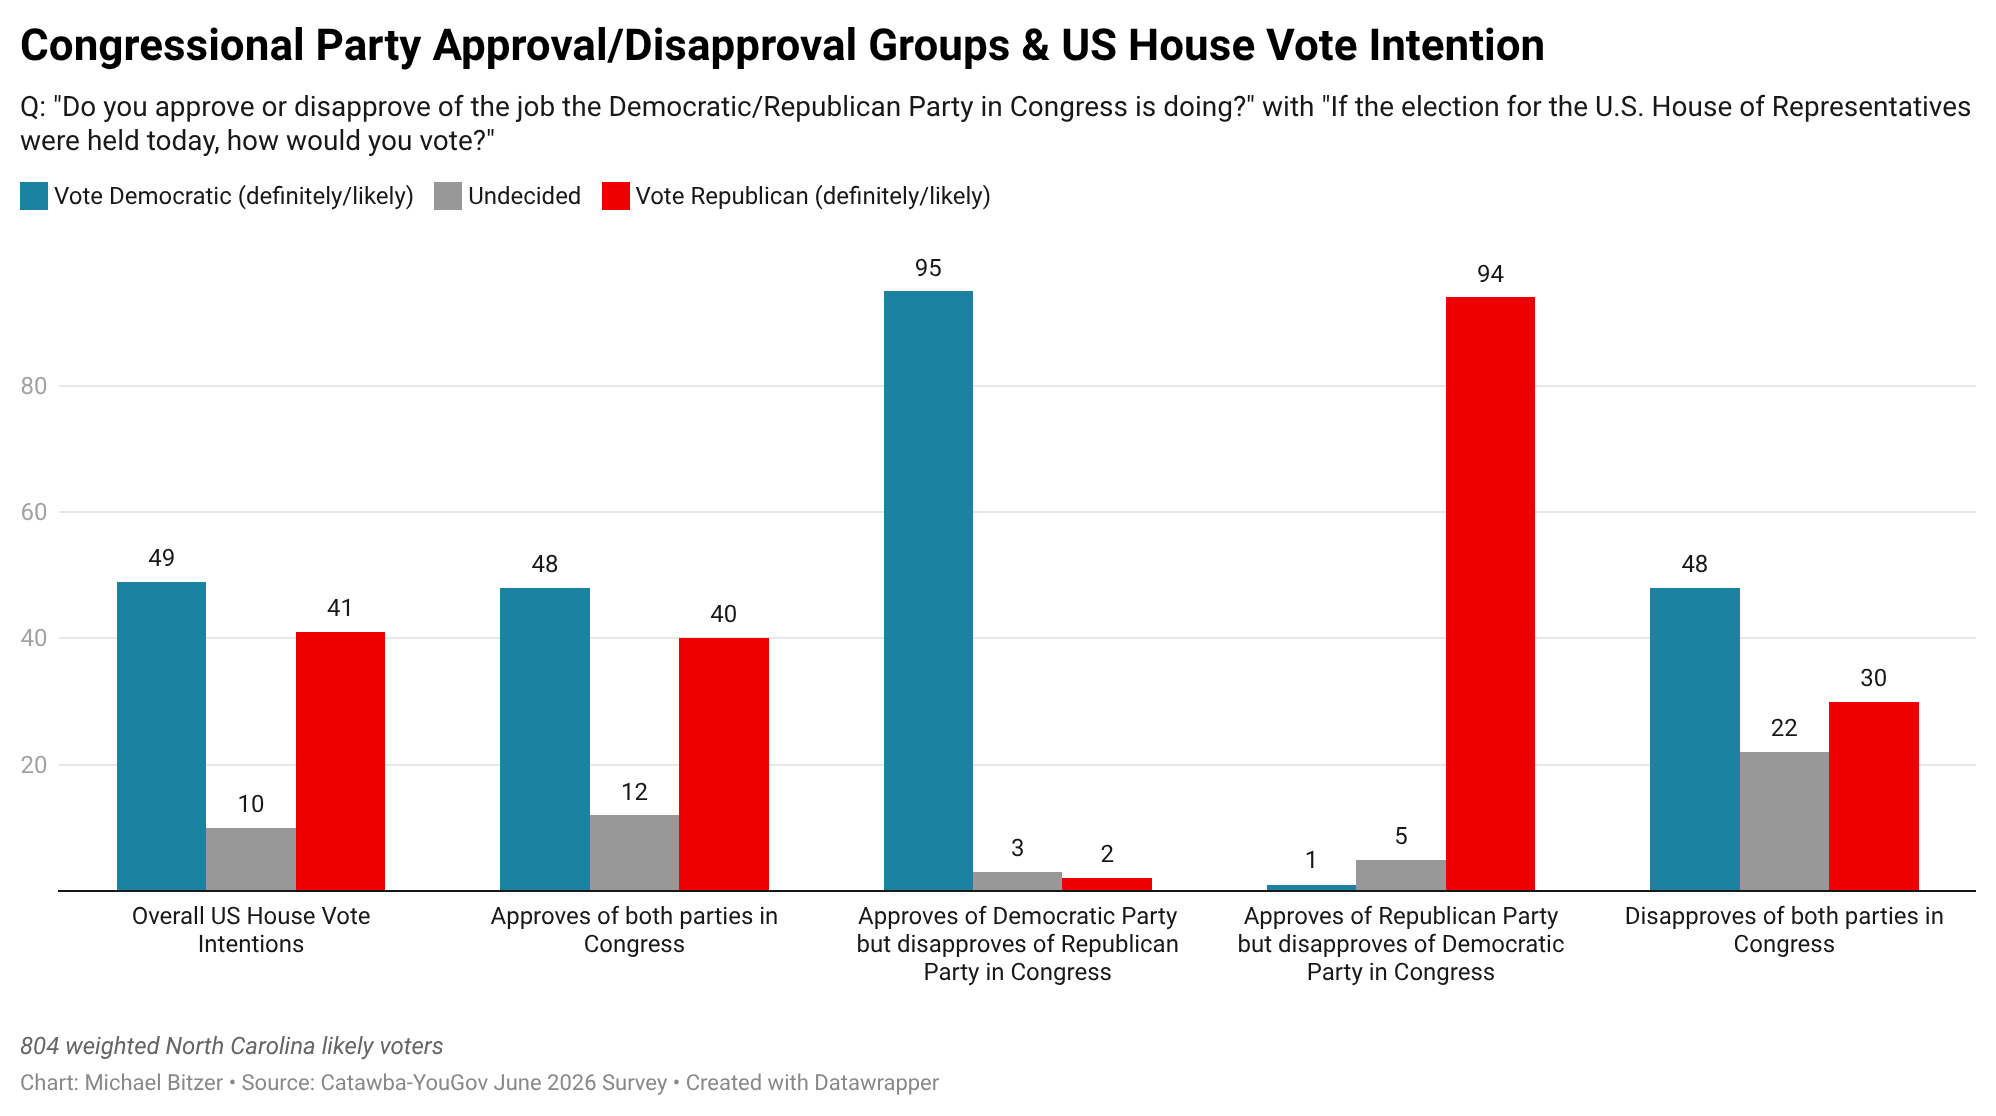 Congressional Party Approval/Disapproval Groups & US House Vote Intention
Q: "Do you approve or disapprove of the job the Democratic/Republican Party in Congress is doing?" with "If the election for the U.S. House of Representatives
were held today, how would you vote?"
Vote Democratic (definitely/likely) Undecided Vote Republican (definitely/likely)
95
94
80
60
49
48
48
41
40
40
30
22
20
12
10
5
3
2
1
Overall US House Vote
Intentions
Approves of both parties in
Congress
Approves of Democratic Party
but disapproves of Republican
Party in Congress
Approves of Republican Party
but disapproves of Democratic
Party in Congress
Disapproves of both parties in
Congress
804 weighted North Carolina likely voters
Chart: Michael Bitzer • Source: Catawba-YouGov June 2026 Survey • Created with Datawrapper